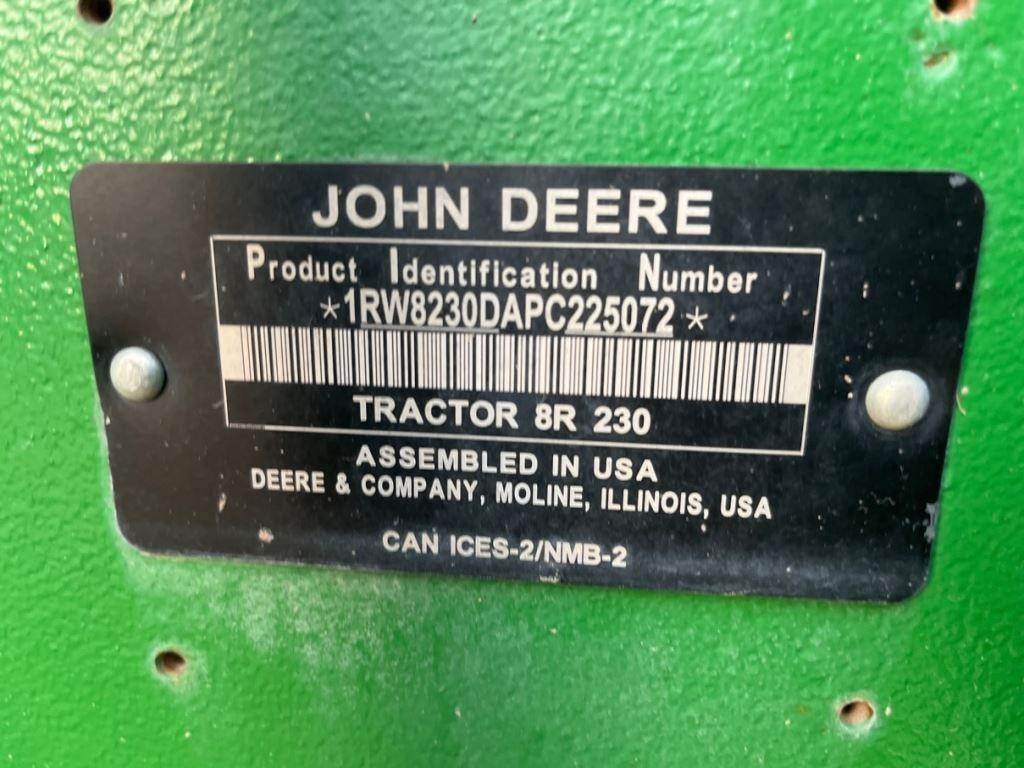 JOHN DEERE
Product Identification Number
*1RW8230DAPC225072*
TRACTOR 8R 230
ASSEMBLED IN USA
DEERE & COMPANY, MOLINE, ILLINOIS, USA
CAN ICES-2/NMB-2